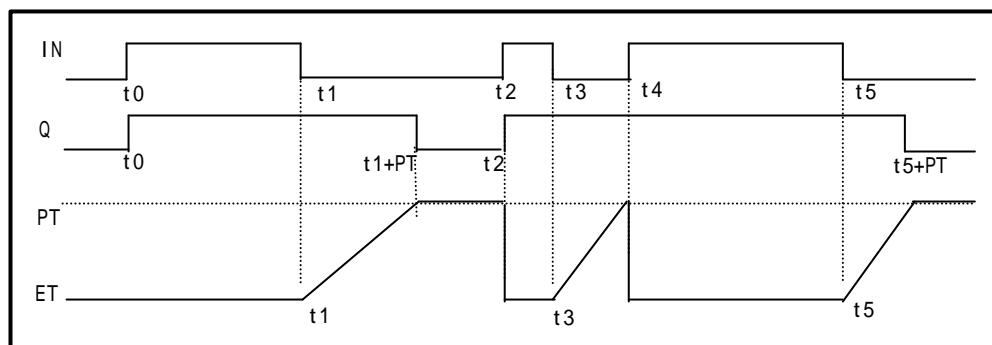 IN
t0 t1 t2 t3 t4 t5
Q
t0 t1+PT t2 t5+PT
PT
ET
t1 t3 t5